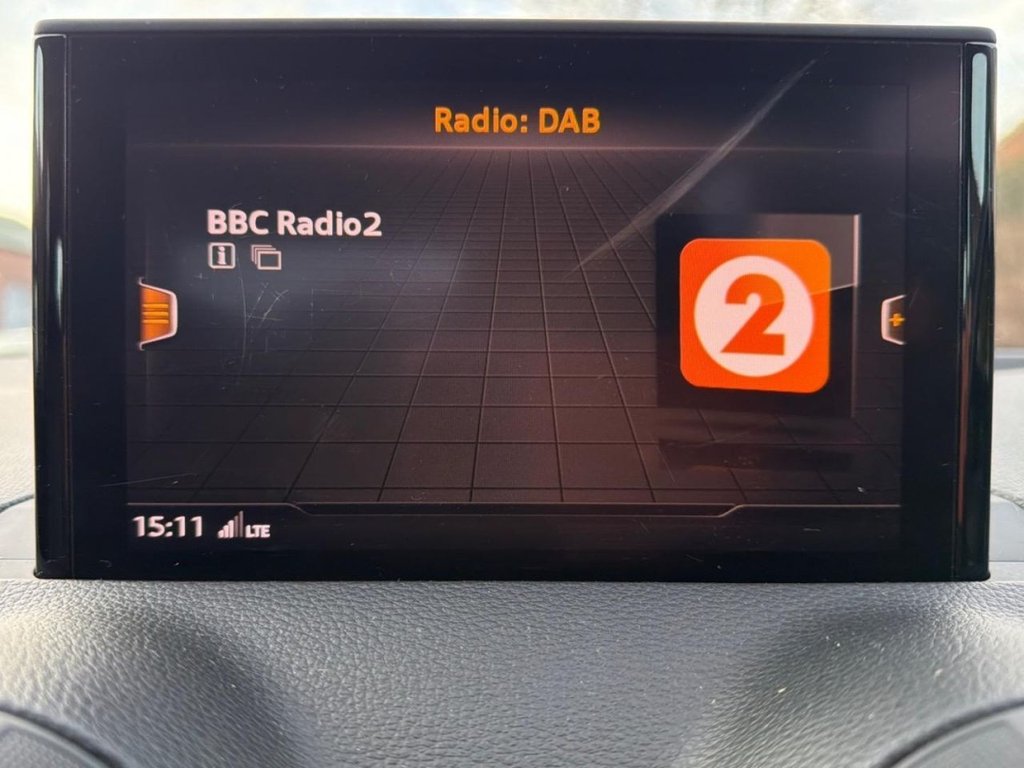 Radio: DAB
BBC Radio2
i
2
+
15:11 LTE